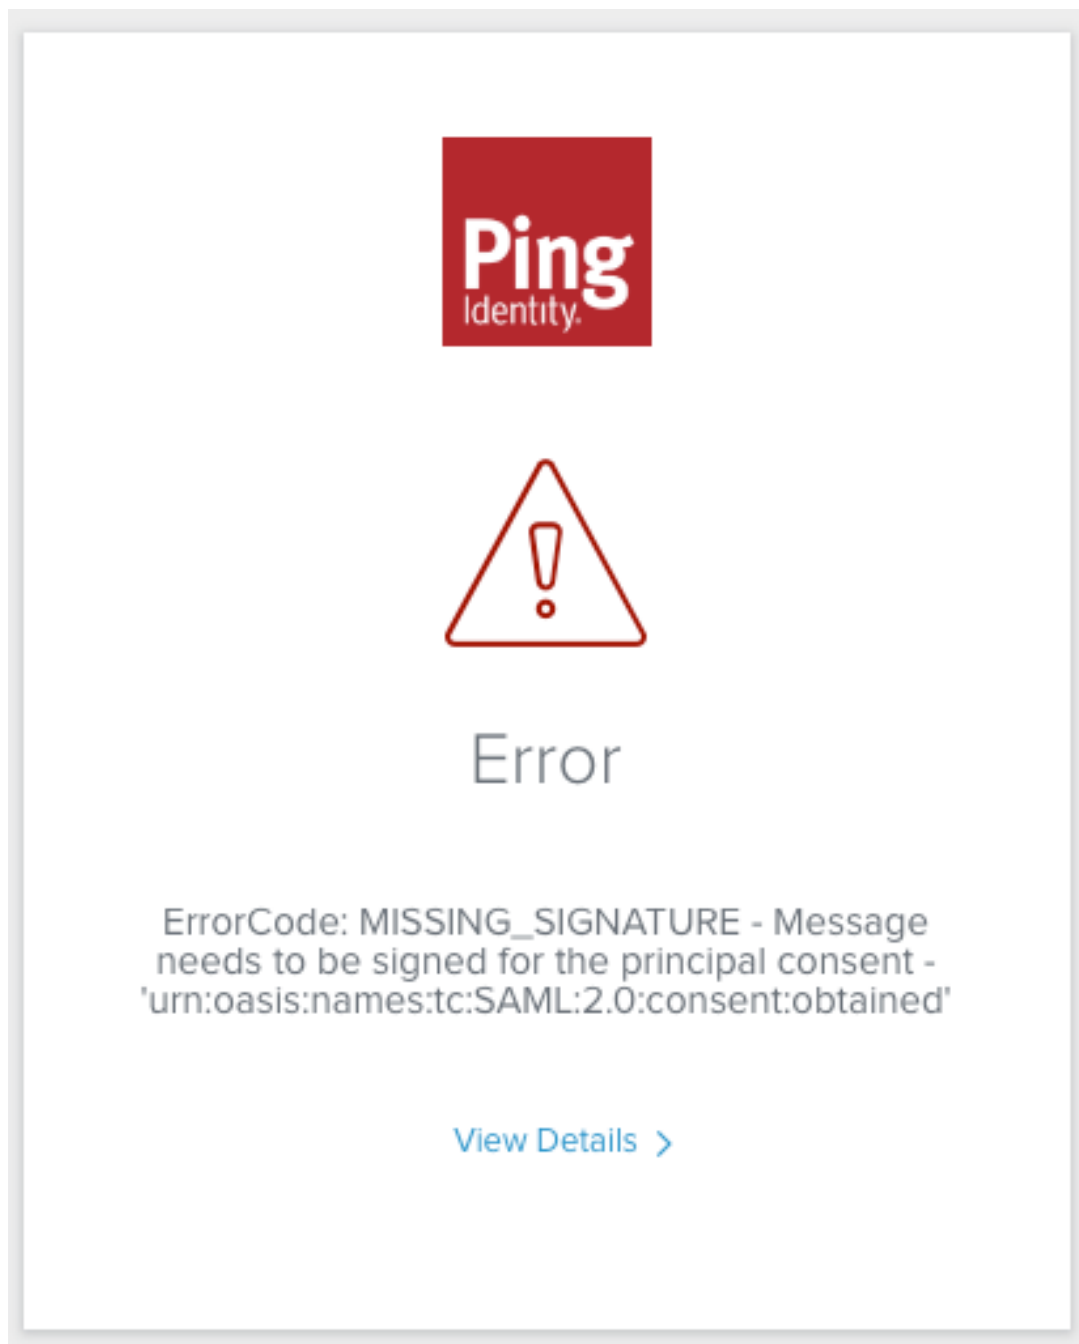 Ping
Identity.
Error
ErrorCode: MISSING_SIGNATURE - Message
needs to be signed for the principal consent -
'urn:oasis:names:tc:SAML:2.0:consent:obtained'
View Details >